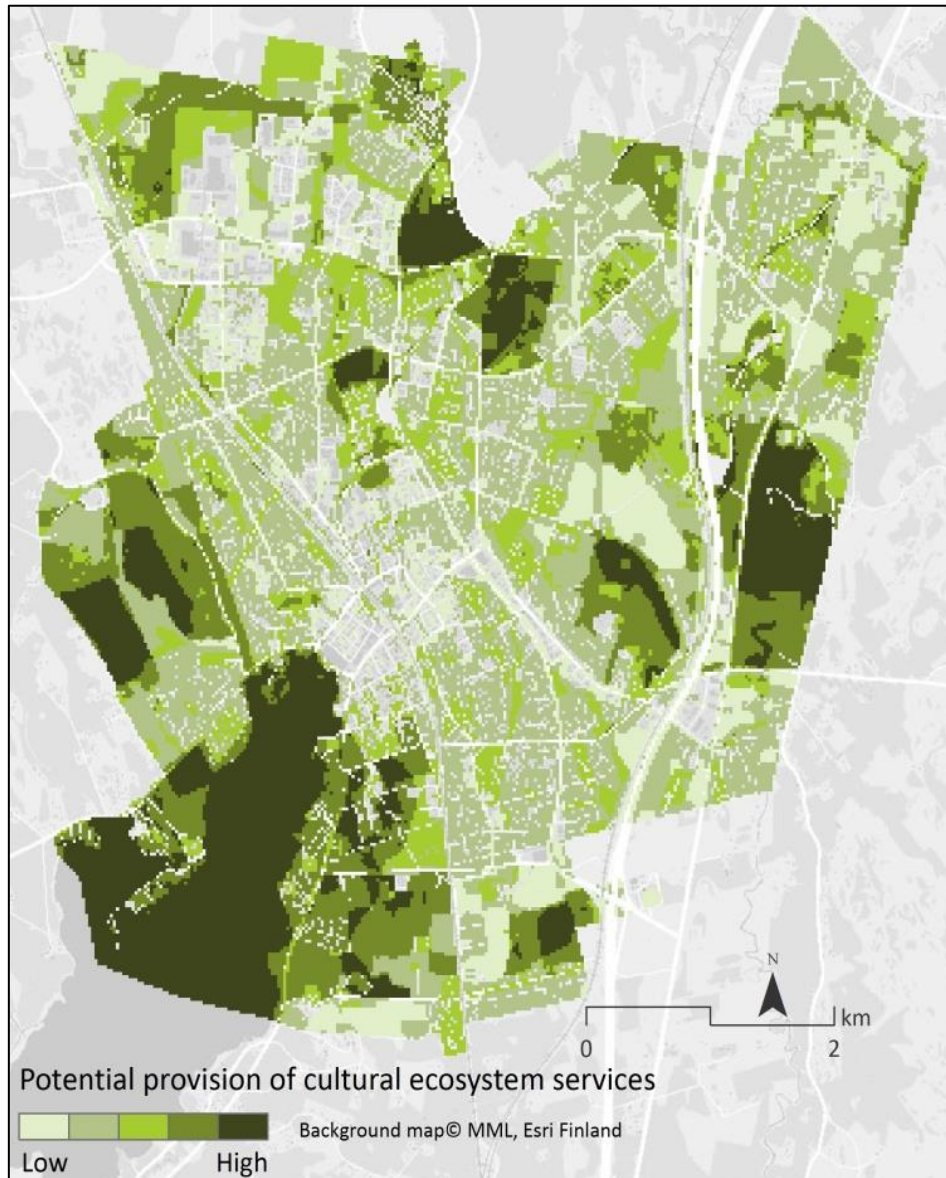 N
km
0 2
Potential provision of cultural ecosystem services
Background map© MML, Esri Finland
Low High